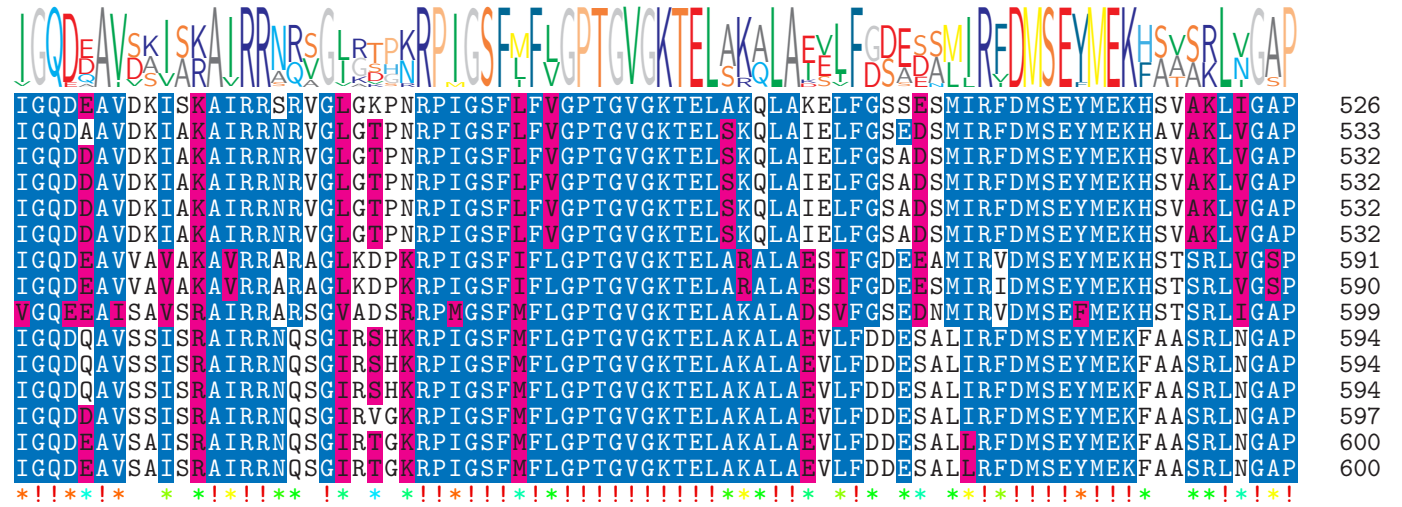 IGQDEAVSKISKAIRRNRSGLRTPKRPIGSFMFLGPTGVGKTELAKALAEVLFGDESSMIRFDMSEYMEKHSVSRLVGAP
IGQDEAVDKISKAIRRSRVGLGKPNRPIGSFLFVGPTGVGKTELAKQLAKELFGSSESMIRFDMSEYMEKHSVAKLIGAP 526
IGQDAAVDKIAKAIRRNRVGLGTPNRPIGSFLFVGPTGVGKTELSKQLAIELFGSEDSMIRFDMSEYMEKHAVAKLVGAP 533
IGQDDAVDKIAKAIRRNRVGLGTPNRPIGSFLFVGPTGVGKTELSKQLAIELFGSADSMIRFDMSEYMEKHSVAKLVGAP 532
IGQDDAVDKIAKAIRRNRVGLGTPNRPIGSFLFVGPTGVGKTELSKQLAIELFGSADSMIRFDMSEYMEKHSVAKLVGAP 532
IGQDDAVDKIAKAIRRNRVGLGTPNRPIGSFLFVGPTGVGKTELSKQLAIELFGSADSMIRFDMSEYMEKHSVAKLVGAP 532
IGQDDAVDKIAKAIRRNRVGLGTPNRPIGSFLFVGPTGVGKTELSKQLAIELFGSADSMIRFDMSEYMEKHSVAKLVGAP 532
IGQDEAVVAVAKAVRRARAGLKDPKRPIGSFIFLGPTGVGKTELARALAESIFGDEEAMIRVDMSEYMEKHSTSRLVGSP 591
IGQDEAVVAVAKAVRRARAGLKDPKRPIGSFIFLGPTGVGKTELARALAESIFGDEESMIRIDMSEYMEKHSTSRLVGSP 590
VGQEEAISAVSRAIRRARSGVADSRRPMGSFMFLGPTGVGKTELAKALADSVFGSEDNMIRVDMSEFMEKHSTSRLIGAP 599
IGQDQAVSSISRAIRRNQSGIRSHKRPIGSFMFLGPTGVGKTELAKALAEVLFDDESALIRFDMSEYMEKFAASRLNGAP 594
IGQDQAVSSISRAIRRNQSGIRSHKRPIGSFMFLGPTGVGKTELAKALAEVLFDDESALIRFDMSEYMEKFAASRLNGAP 594
IGQDQAVSSISRAIRRNQSGIRSHKRPIGSFMFLGPTGVGKTELAKALAEVLFDDESALIRFDMSEYMEKFAASRLNGAP 594
IGQDDAVSSISRAIRRNQSGIRVGKRPIGSFMFLGPTGVGKTELAKALAEVLFDDESALIRFDMSEYMEKFAASRLNGAP 597
IGQDEAVSAISRAIRRNQSGIRTGKRPIGSFMFLGPTGVGKTELAKALAEVLFDDESALLRFDMSEYMEKFAASRLNGAP 600
IGQDEAVSAISRAIRRNQSGIRTGKRPIGSFMFLGPTGVGKTELAKALAEVLFDDESALLRFDMSEYMEKFAASRLNGAP 600
*!!**!*  * *!*!!** !* * *!!*!!!*!*!!!!!!!!!!***!!* *!* ** **!*!!!!*!!!*  **!*!*!